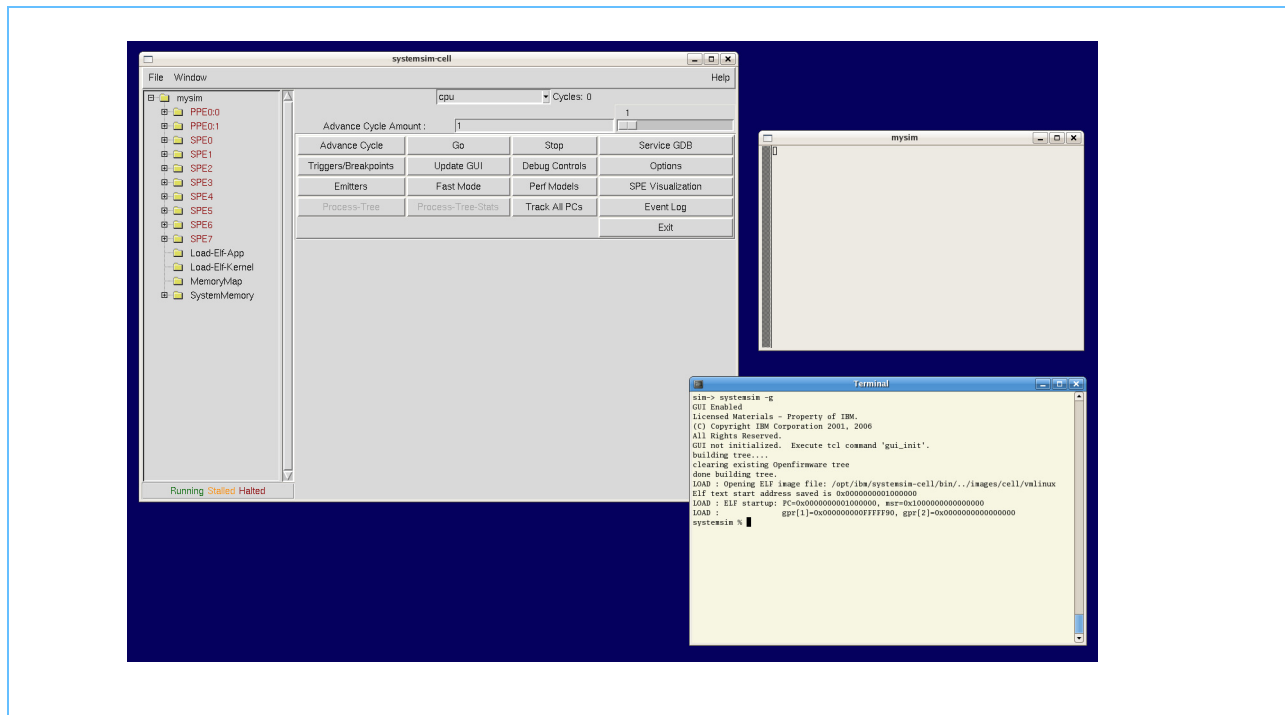 systemsim-cell
File Window Help
mysim
PPE0:0
PPE0:1
SPE0
SPE1
SPE2
SPE3
SPE4
SPE5
SPE6
SPE7
Load-Elf-App
Load-Elf-Kernel
MemoryMap
SystemMemory
Running Stalled Halted
cpu Cycles: 0
1
Advance Cycle Amount : 1
Advance Cycle Go Stop Service GDB
Triggers/Breakpoints Update GUI Debug Controls Options
Emitters Fast Mode Perf Models SPE Visualization
Process-Tree Process-Tree-Stats Track All PCs Event Log
Exit
mysim
Terminal
sim-> systemsim -g
GUI Enabled
Licensed Materials - Property of IBM.
(C) Copyright IBM Corporation 2001, 2006
All Rights Reserved.
GUI not initialized.  Execute tcl command 'gui_init'.
building tree....
clearing existing Openfirmware tree
done building tree.
LOAD : Opening ELF image file: /opt/ibm/systemsim-cell/bin/../images/cell/vmlinux
Elf text start address saved is 0x0000000001000000
LOAD : ELF startup: PC=0x0000000001000000, msr=0x1000000000000000
LOAD :               gpr[1]=0x000000000FFFFF90, gpr[2]=0x0000000000000000
systemsim %